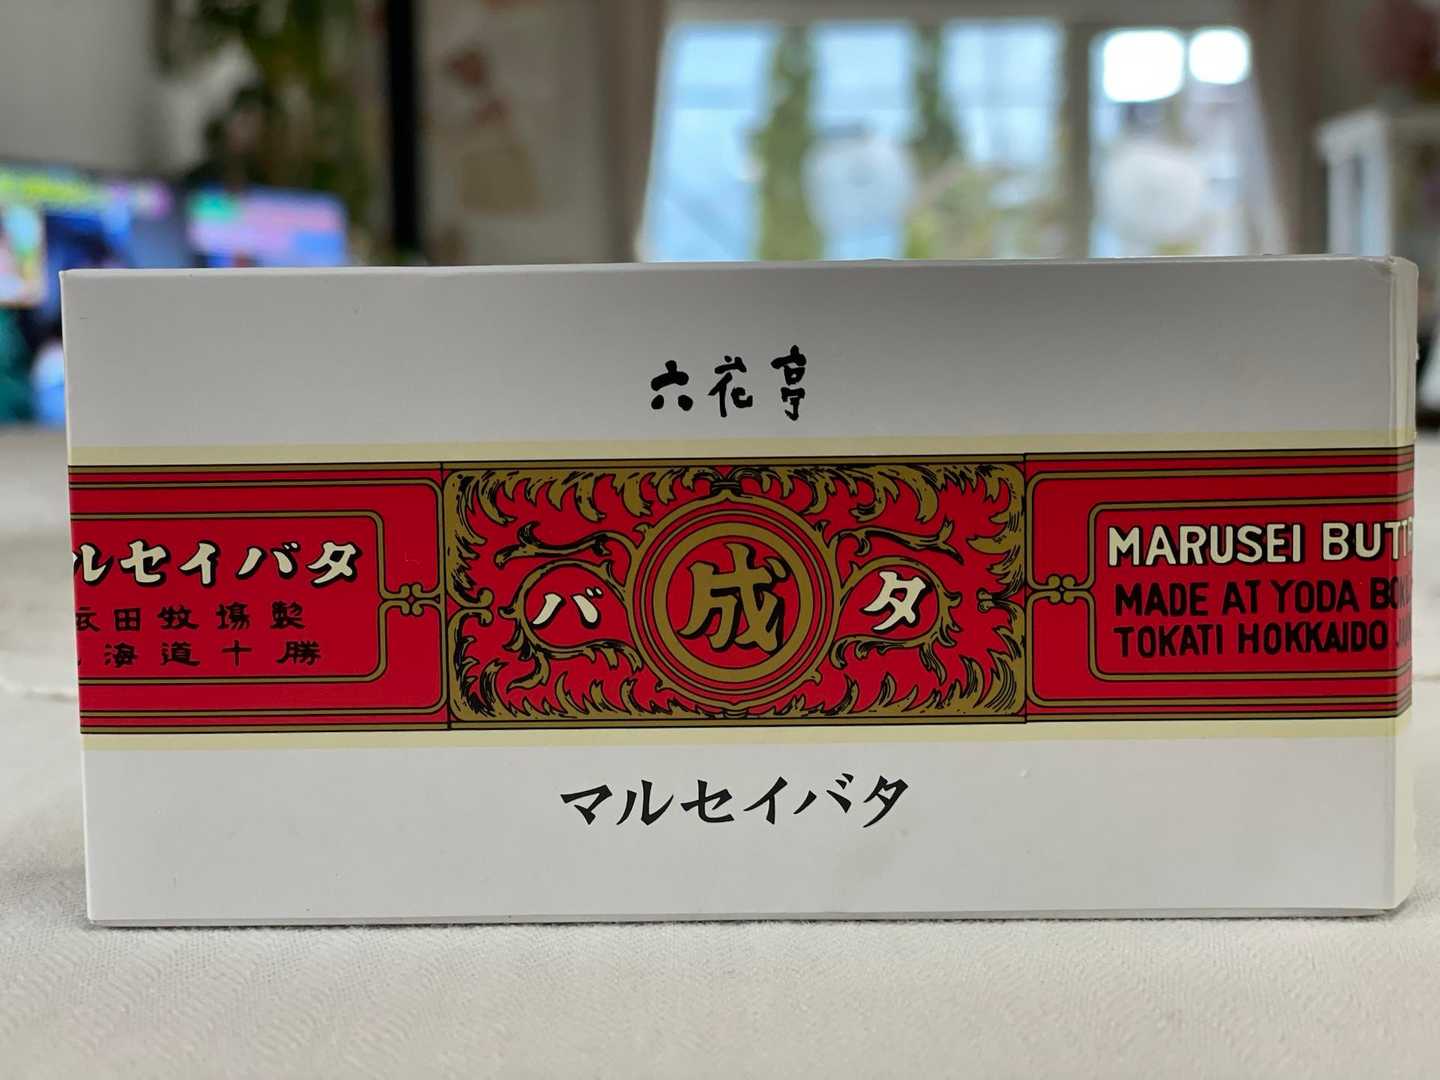 六花亭
ルセイバタ
田牧場製
海道十勝
バ 成 タ
MARUSEI BUTT
MADE AT YODA
TOKATI HOKKAIDO
マルセイバタ